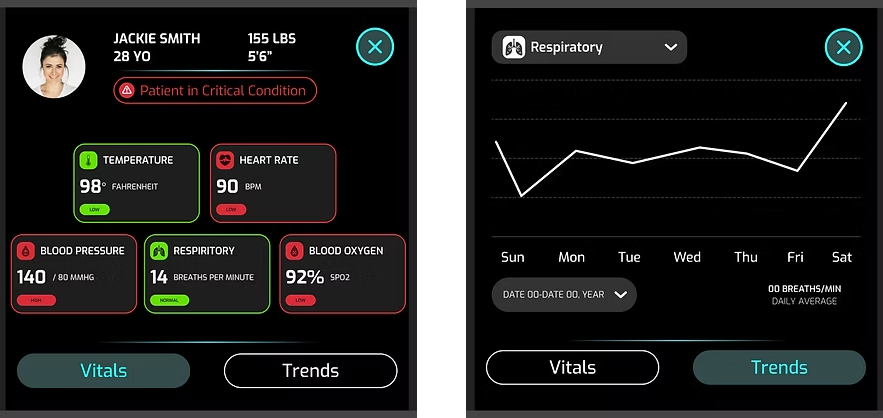 JACKIE SMITH
155 LBS
28 YO
5'6”
Patient in Critical Condition
TEMPERATURE
98° FAHRENHEIT
LOW
HEART RATE
90 BPM
LOW
BLOOD PRESSURE
140 / 80 MMHG
HIGH
RESPIRITORY
14 BREATHS PER MINUTE
NORMAL
BLOOD OXYGEN
92% SPO2
LOW
Vitals
Trends
Respiratory
Sun Mon Tue Wed Thu Fri Sat
DATE 00-DATE 00, YEAR
00 BREATHS/MIN
DAILY AVERAGE
Vitals
Trends